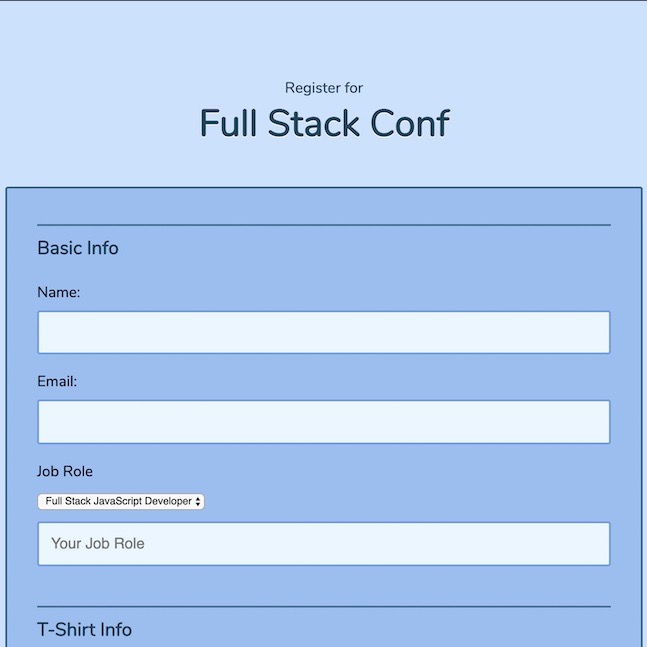 Register for
Full Stack Conf
Basic Info
Name:
Email:
Job Role
Full Stack JavaScript Developer
Your Job Role
T-Shirt Info